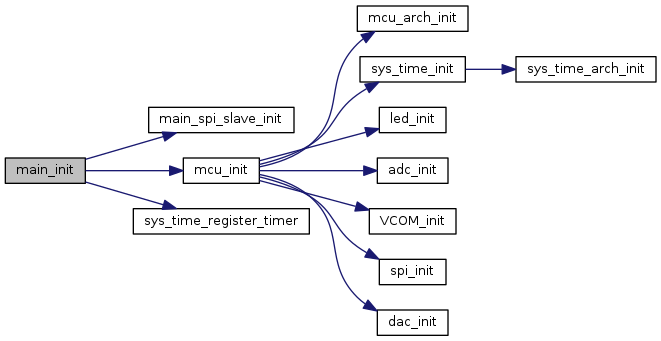 mcu_arch_init
sys_time_init
sys_time_arch_init
main_spi_slave_init
led_init
main_init
mcu_init
adc_init
sys_time_register_timer
VCOM_init
spi_init
dac_init